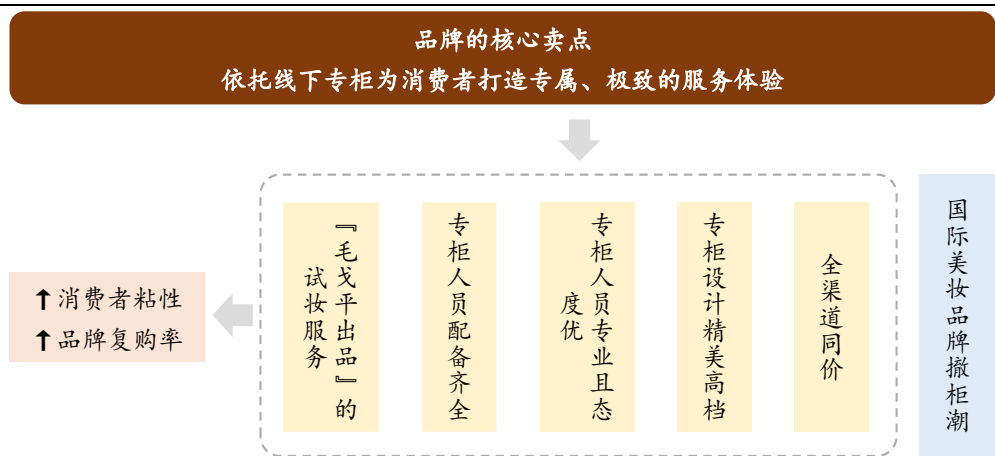 品牌的核心卖点
依托线下专柜为消费者打造专属、极致的服务体验
↑消费者粘性
↑品牌复购率
『毛戈平出品』的
试妆服务
专柜人员配备齐全
专柜人员专业且态
度优
专柜设计精美高档
全渠道同价
国际美妆品牌撤柜潮